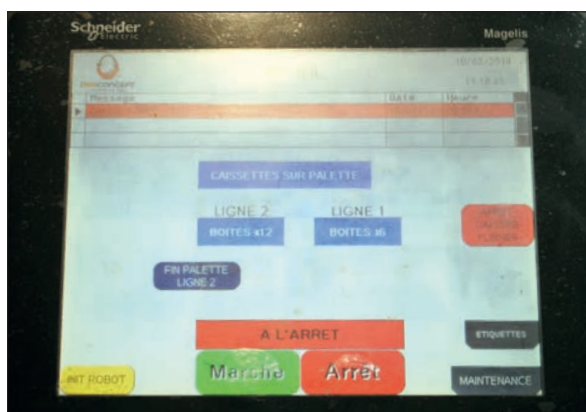 Schneider
Electric
Magelis
Message Date Heure
CAISSETTES SUR PALETTE
LIGNE 2 LIGNE 1
BOITES x12 BOITES x6
FIN PALETTE
LIGNE 2
A L'ARRET
ETIQUETTES
INIT ROBOT Marche Arrêt MAINTENANCE